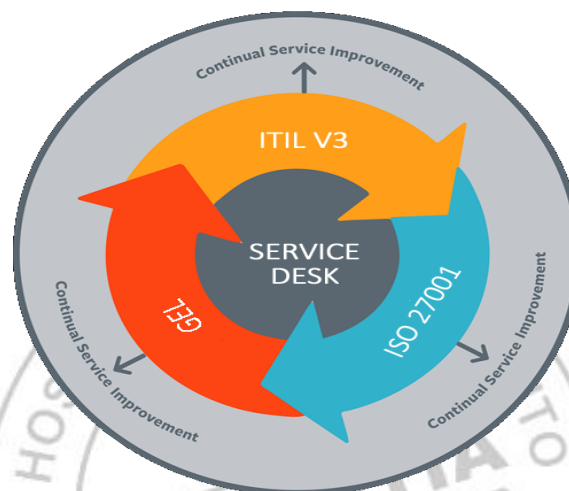 Continual Service Improvement
ITIL V3
SERVICE
DESK
GEL
ISO 27001
Continual Service Improvement
Continual Service Improvement